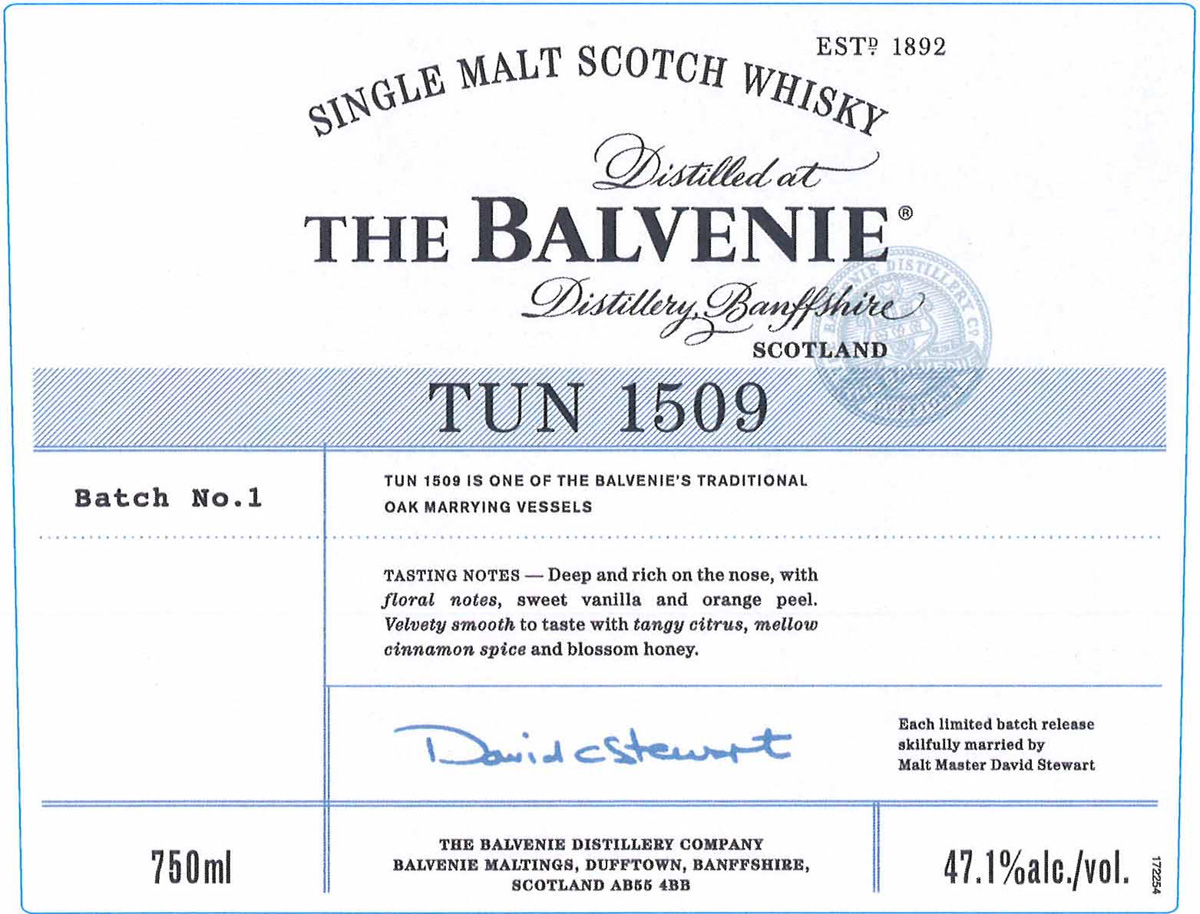 ESTD 1892
SINGLE MALT SCOTCH WHISKY
Distilled at
THE BALVENIE®
Distillery, Banffshire
SCOTLAND
TUN 1509
Batch No.1
TUN 1509 IS ONE OF THE BALVENIE'S TRADITIONAL
OAK MARRYING VESSELS
TASTING NOTES — Deep and rich on the nose, with
floral notes, sweet vanilla and orange peel.
Velvety smooth to taste with tangy citrus, mellow
cinnamon spice and blossom honey.
David C Stewart
Each limited batch release
skilfully married by
Malt Master David Stewart
750ml
THE BALVENIE DISTILLERY COMPANY
BALVENIE MALTINGS, DUFFTOWN, BANFFSHIRE,
SCOTLAND AB55 4BB
47.1%alc./vol.
172254